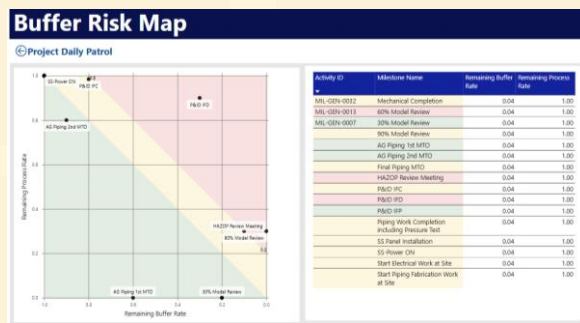 Buffer Risk Map
Project Daily Patrol
1.0
SS-Power ON
P&ID IFC
P&ID IFD
0.8
AG Piping 2nd MTO
Remaining Process Rate
0.6
0.4
HAZOP Review Meeting
90% Model Review
0.2
AG Piping 1st MTO
0.0
1.0 0.8 0.6 0.4 0.2 0.0
Remaining Buffer Rate
Activity ID Milestone Name Remaining Buffer Rate Remaining Process Rate
MIL-GEN-0032 Mechanical Completion 0.04 1.00
MIL-GEN-0013 60% Model Review 0.04 1.00
MIL-GEN-0007 30% Model Review 0.04 1.00
90% Model Review 0.04 1.00
AG Piping 1st MTO 0.04 1.00
AG Piping 2nd MTO 0.04 1.00
Final Piping MTO 0.04 1.00
HAZOP Review Meeting 0.04 1.00
P&ID IFC 0.04 1.00
P&ID IFD 0.04 1.00
P&ID IFP 0.04 1.00
Piping Work Completion 0.04 1.00
including Pressure Test
SS Panel Installation 0.04 1.00
SS-Power ON 0.04 1.00
Start Electrical Work at Site 0.04 1.00
Start Piping Fabrication Work 0.04 1.00
at Site